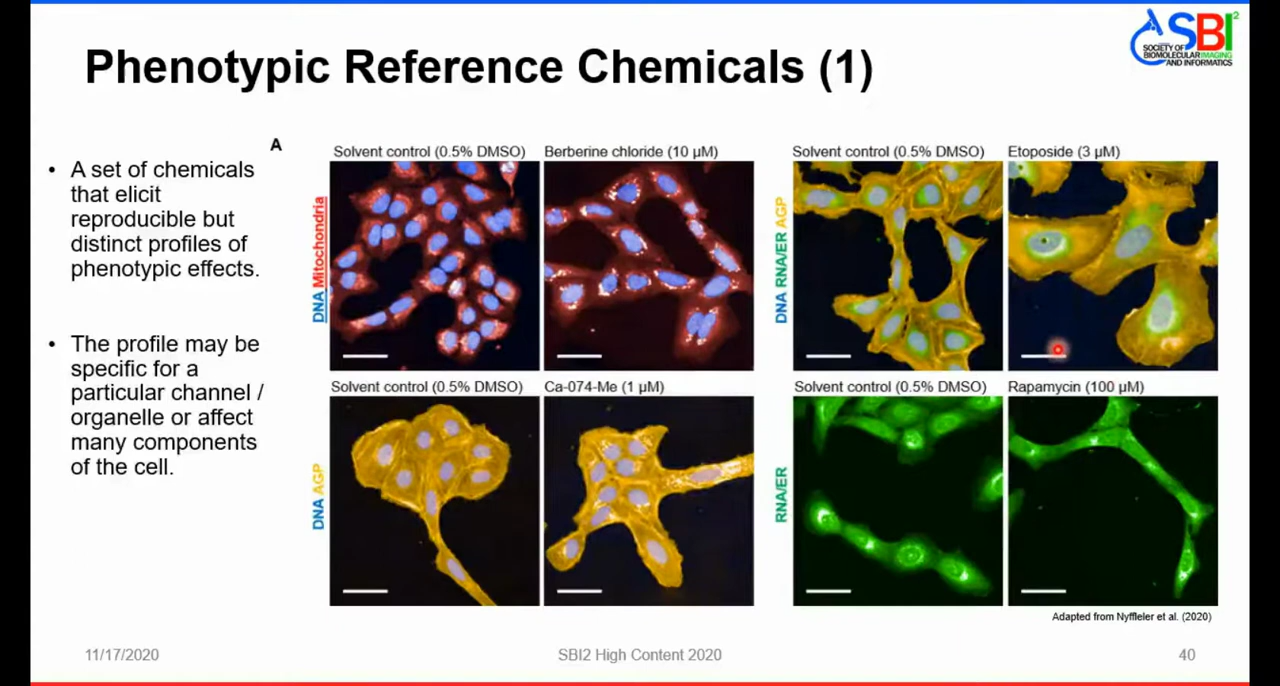 Phenotypic Reference Chemicals (1)
SBI2
SOCIETY OF
BIOMOLECULAR IMAGING
AND INFORMATICS
• A set of chemicals
that elicit
reproducible but
distinct profiles of
phenotypic effects.
• The profile may be
specific for a
particular channel /
organelle or affect
many components
of the cell.
A
Solvent control (0.5% DMSO)
Berberine chloride (10 µM)
DNA Mitochondria
Solvent control (0.5% DMSO)
Etoposide (3 µM)
DNA RNA/ER AGP
Solvent control (0.5% DMSO)
Ca-074-Me (1 µM)
DNA AGP
Solvent control (0.5% DMSO)
Rapamycin (100 µM)
RNA/ER
Adapted from Nyffleler et al. (2020)
11/17/2020
SBI2 High Content 2020
40